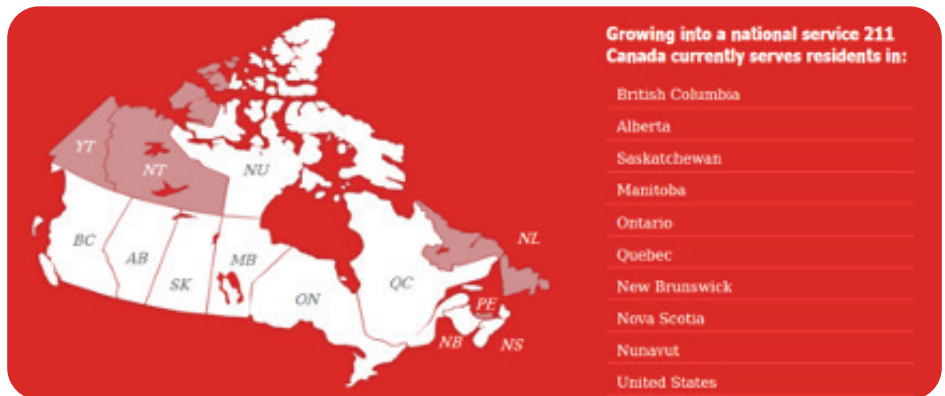 Growing into a national service 211
Canada currently serves residents in:
British Columbia
Alberta
Saskatchewan
Manitoba
Ontario
Quebec
New Brunswick
Nova Scotia
Nunavut
United States
YT
NT
NU
BC
AB
SK
MB
ON
QC
NL
PE
NB
NS